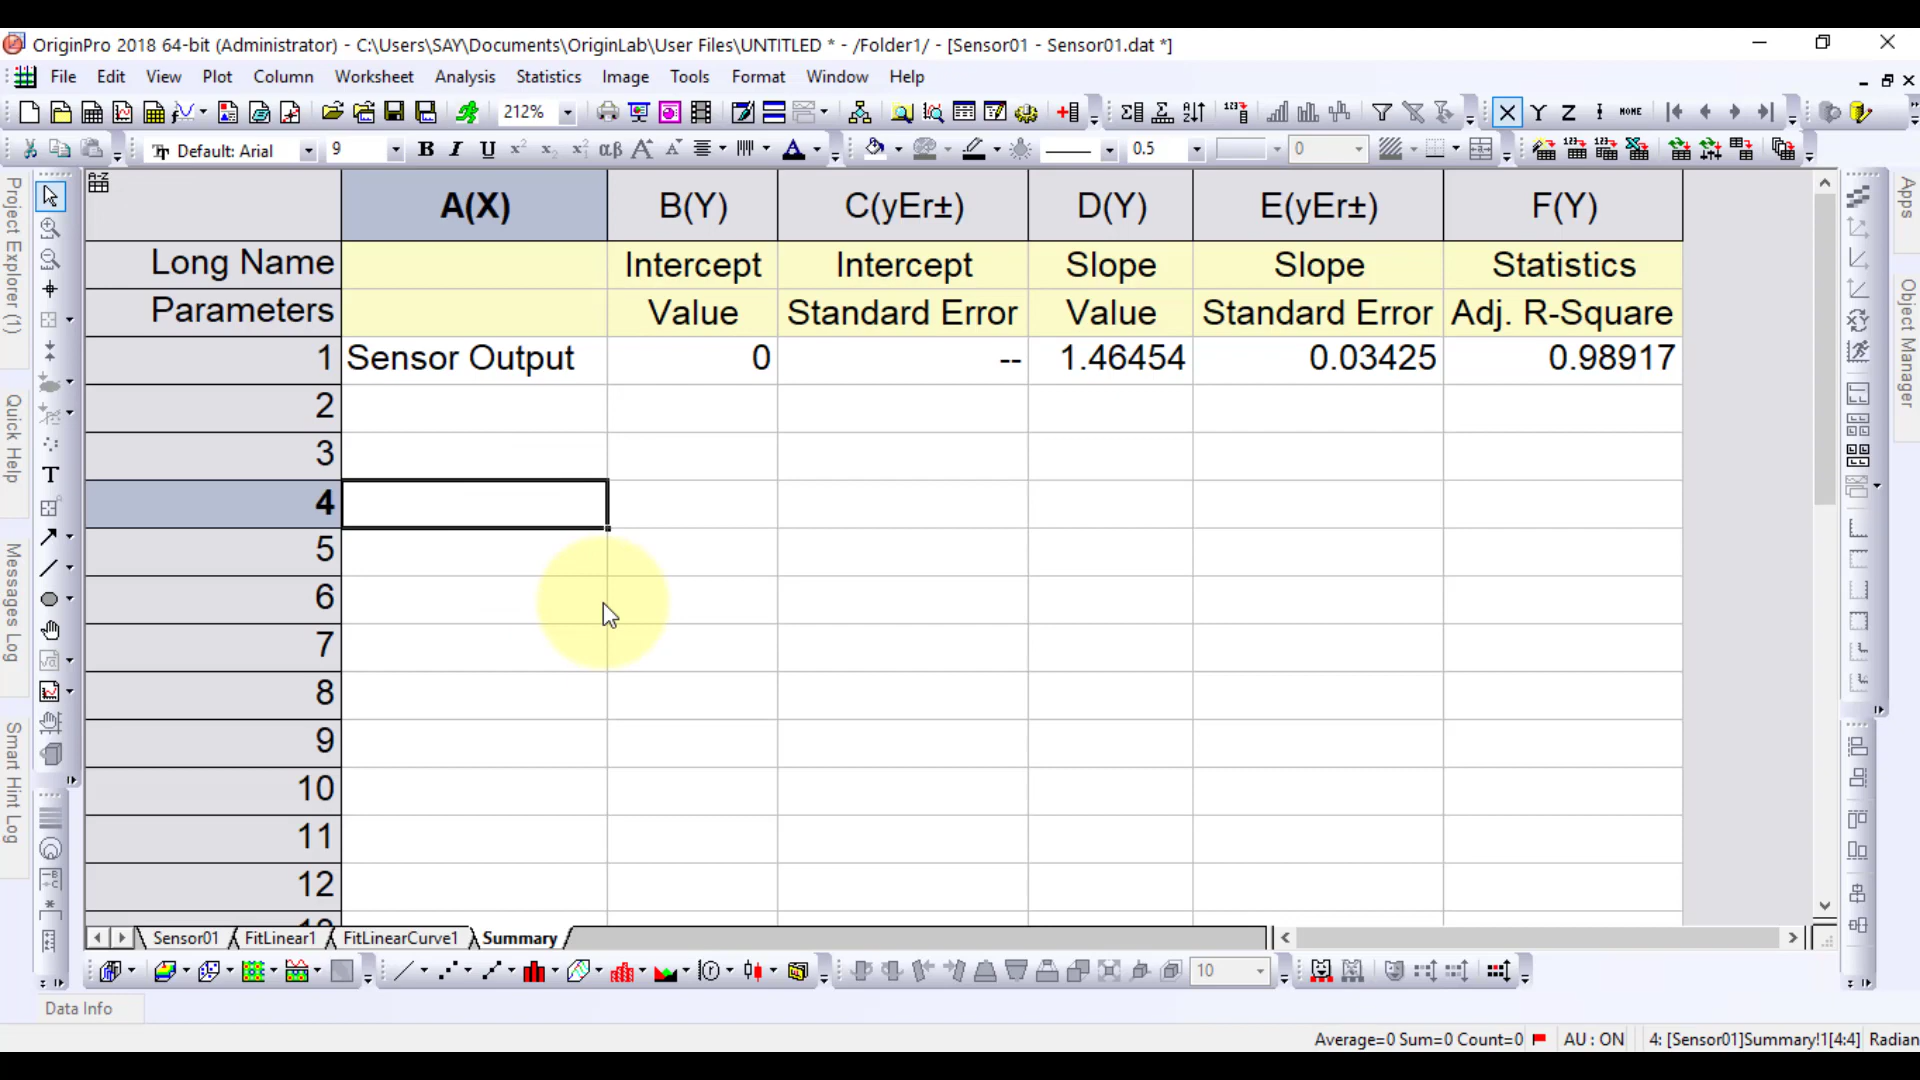 OriginPro 2018 64-bit (Administrator) - C:\Users\SAY\Documents\OriginLab\User Files\UNTITLED * - /Folder1/ - [Sensor01 - Sensor01.dat *]
File Edit View Plot Column Worksheet Analysis Statistics Image Tools Format Window Help
212% X Y Z HOME
Default: Arial 9 B I U αβ A A 0.5 0
Project Explorer (1)
Quick Help
Messages Log
Smart Hint Log
Apps
Object Manager
A(X) B(Y) C(yEr±) D(Y) E(yEr±) F(Y)
Long Name Intercept Intercept Slope Slope Statistics
Parameters Value Standard Error Value Standard Error Adj. R-Square
1 Sensor Output 0 -- 1.46454 0.03425 0.98917
2
3
4
5
6
7
8
9
10
11
12
Sensor01 FitLinear1 FitLinearCurve1 Summary
10
Data Info
Average=0 Sum=0 Count=0 AU : ON 4: [Sensor01]Summary!1[4:4] Radian